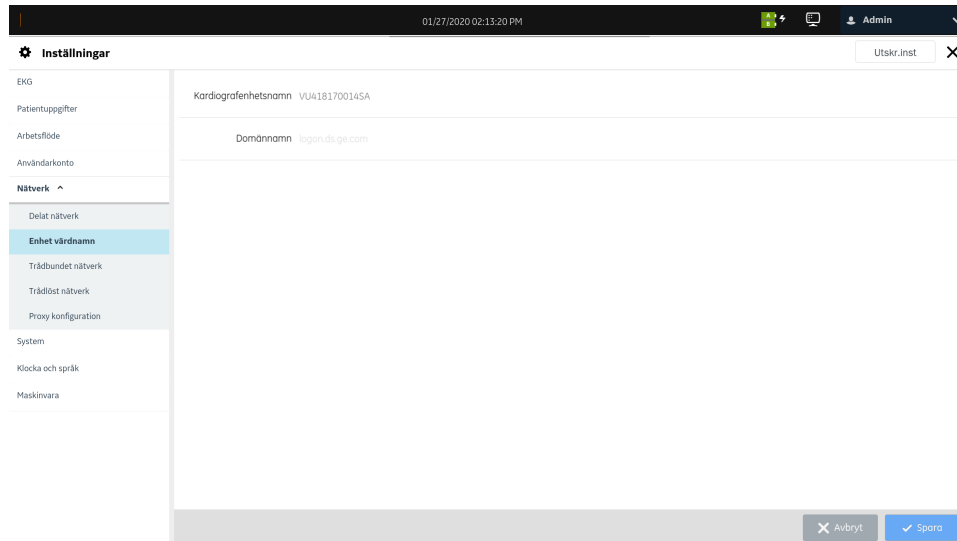 01/27/2020 02:13:20 PM
A
B
Admin
Inställningar
Utskr.inst
EKG
Patientuppgifter
Arbetsflöde
Användarkonto
Nätverk
Delat nätverk
Enhet värdnamn
Trådbundet nätverk
Trådlöst nätverk
Proxy konfiguration
System
Klocka och språk
Maskinvara
Kardiografenhetsnamn VU418170014SA
Domännamn logon.ds.ge.com
Avbryt
Spara